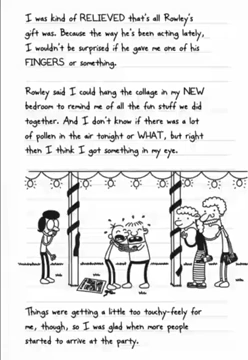 I was kind of RELIEVED that's all Rowley's
gift was. Because the way he's been acting lately,
I wouldn't be surprised if he gave me one of his
FINGERS or something.
Rowley said I could hang the collage in my NEW
bedroom to remind me of all the fun stuff we did
together. And I don't know if there was a lot
of pollen in the air tonight or WHAT, but right
then I think I got something in my eye.
Things were getting a little too touchy-feely for
me, though, so I was glad when more people
started to arrive at the party.